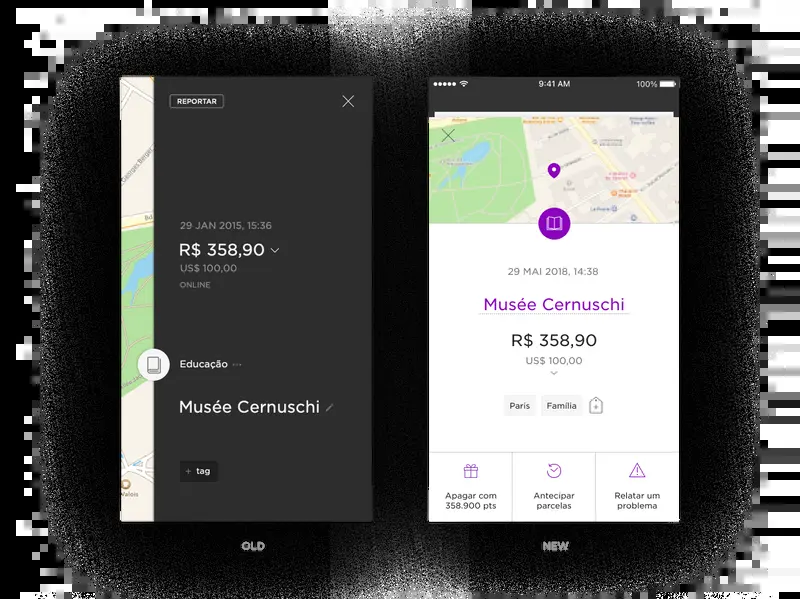 REPORTAR
29 JAN 2015, 15:36
R$ 358,90
US$ 100,00
ONLINE
Educação ...
Musée Cernuschi
+ tag
OLD
9:41 AM
100%
29 MAI 2018, 14:38
Musée Cernuschi
R$ 358,90
US$ 100,00
Paris
Família
Apagar com
358.900 pts
Antecipar
parcelas
Relatar um
problema
NEW